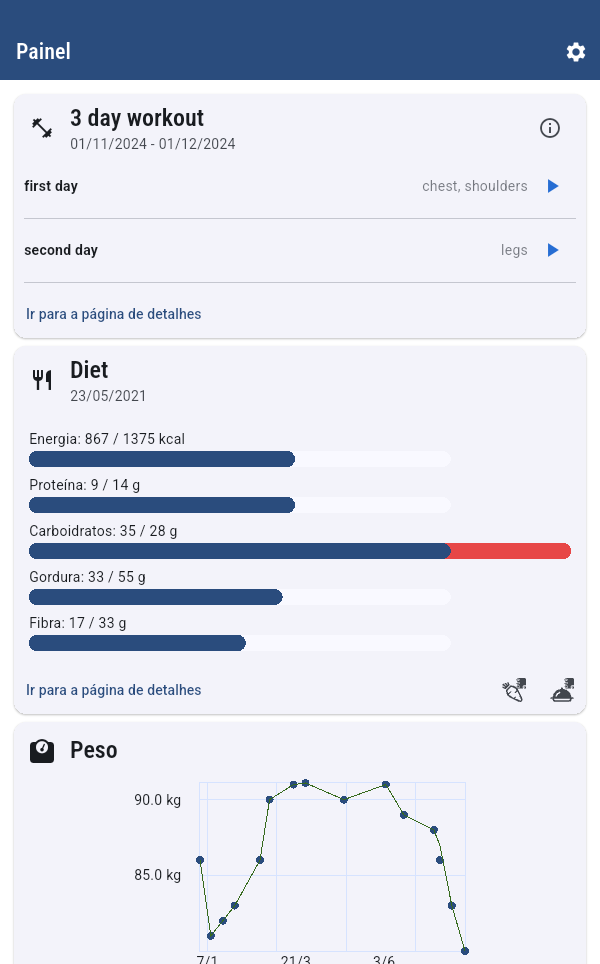 Painel
3 day workout
01/11/2024 - 01/12/2024
first day
chest, shoulders
second day
legs
Ir para a página de detalhes
Diet
23/05/2021
Energia: 867 / 1375 kcal
Proteína: 9 / 14 g
Carboidratos: 35 / 28 g
Gordura: 33 / 55 g
Fibra: 17 / 33 g
Ir para a página de detalhes
Peso
90.0 kg
85.0 kg
7/1 21/3 3/6